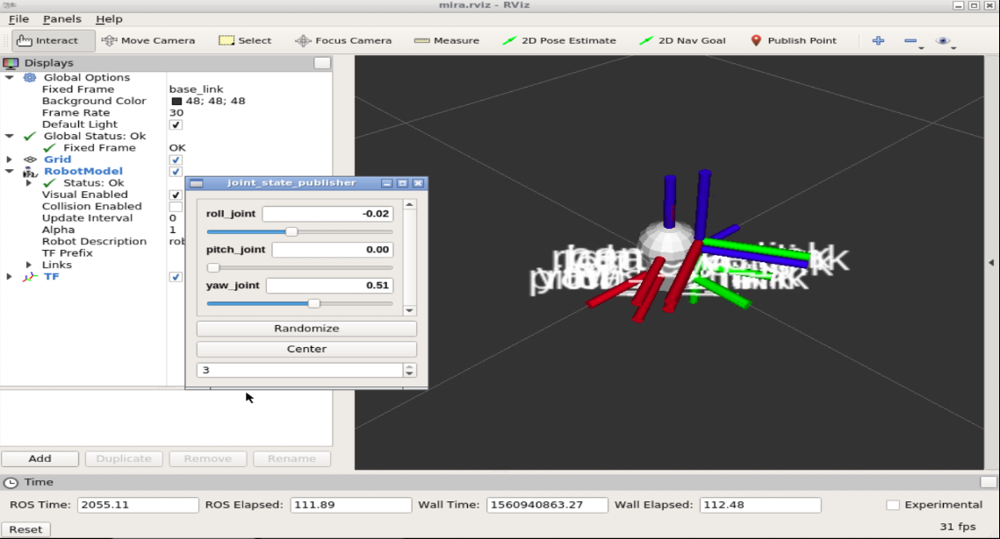 mira.rviz - RViz
File Panels Help
Interact Move Camera Select Focus Camera Measure 2D Pose Estimate 2D Nav Goal Publish Point
Displays
Global Options
Fixed Frame base_link
Background Color 48; 48; 48
Frame Rate 30
Default Light
Global Status: Ok
Fixed Frame OK
Grid
RobotModel
Status: Ok
Visual Enabled
Collision Enabled
Update Interval 0
Alpha 1
Robot Description
TF Prefix
Links
TF
joint_state_publisher
roll_joint -0.02
pitch_joint 0.00
yaw_joint 0.51
Randomize
Center
3
Add Duplicate Remove Rename
Time
ROS Time: 2055.11 ROS Elapsed: 111.89 Wall Time: 1560940863.27 Wall Elapsed: 112.48 Experimental
Reset 31 fps